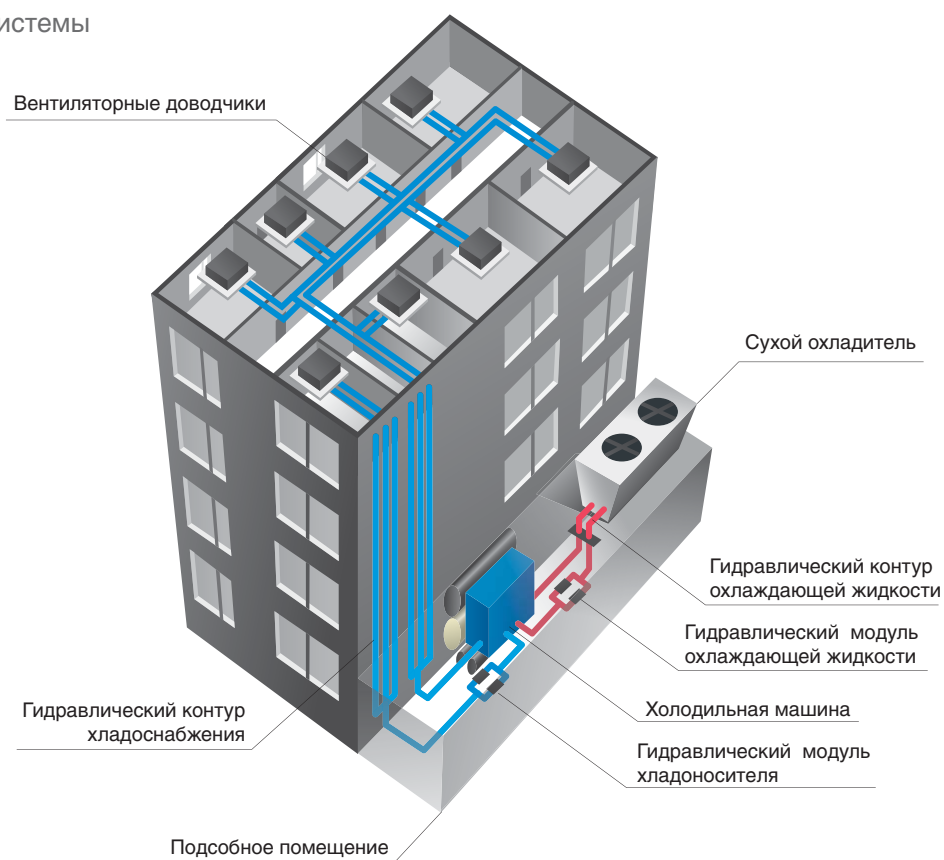 истемы
Вентиляторные доводчики
Сухой охладитель
Гидравлический контур
охлаждающей жидкости
Гидравлический модуль
охлаждающей жидкости
Холодильная машина
Гидравлический контур
хладоснабжения
Гидравлический модуль
хладоносителя
Подсобное помещение